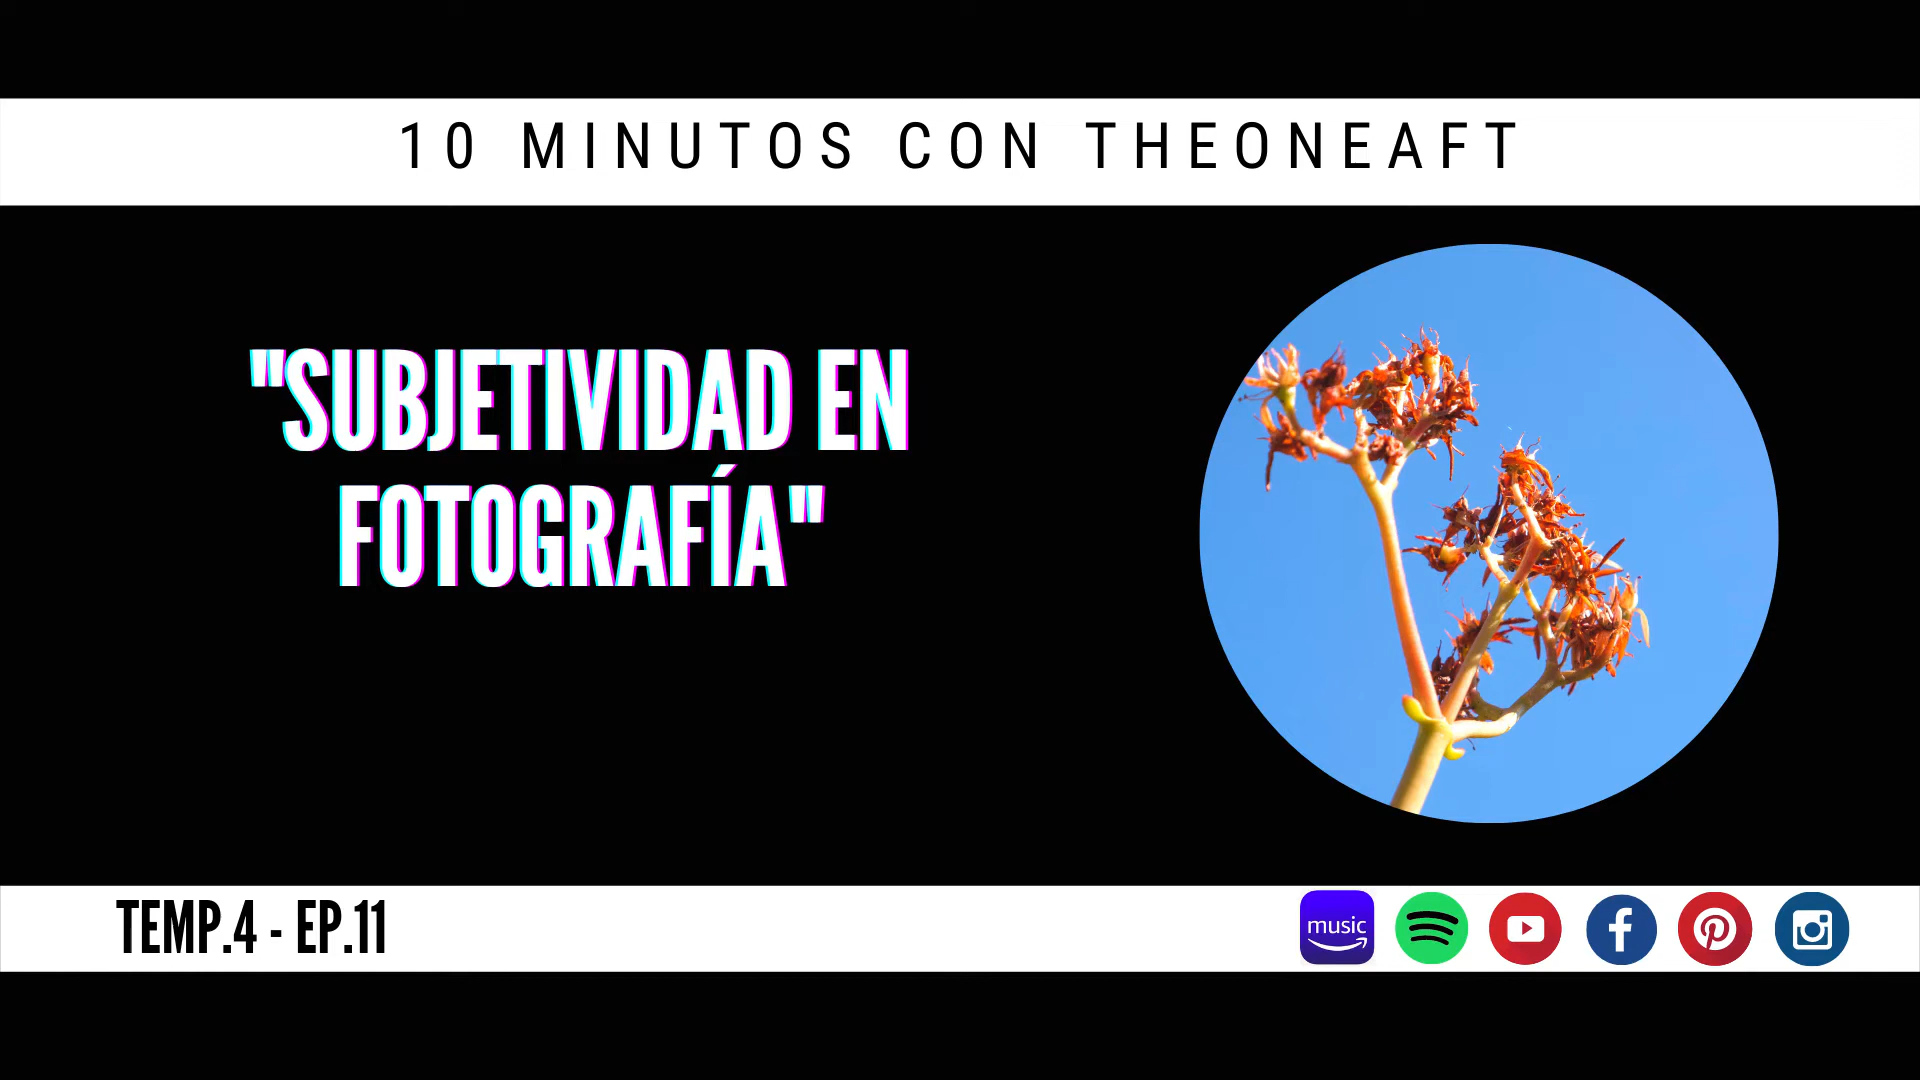 10 MINUTOS CON THEONEAFT
"SUBJETIVIDAD EN
FOTOGRAFÍA"
TEMP.4 - EP.11
music